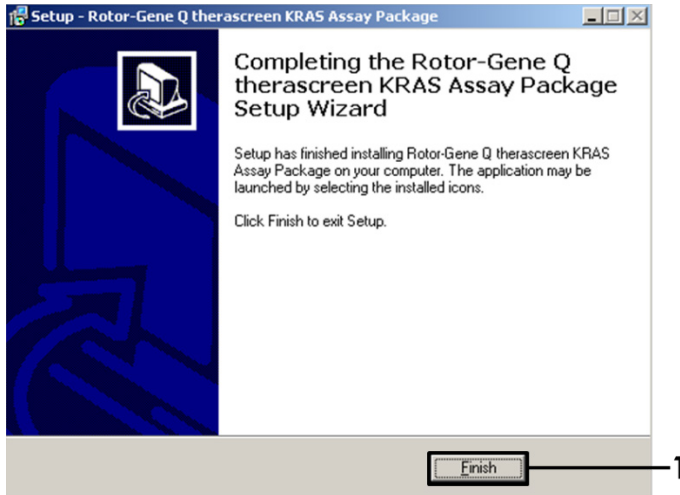 Setup - Rotor-Gene Q therascreen KRAS Assay Package
Completing the Rotor-Gene Q
therascreen KRAS Assay Package
Setup Wizard
Setup has finished installing Rotor-Gene Q therascreen KRAS
Assay Package on your computer. The application may be
launched by selecting the installed icons.
Click Finish to exit Setup.
Finish
1